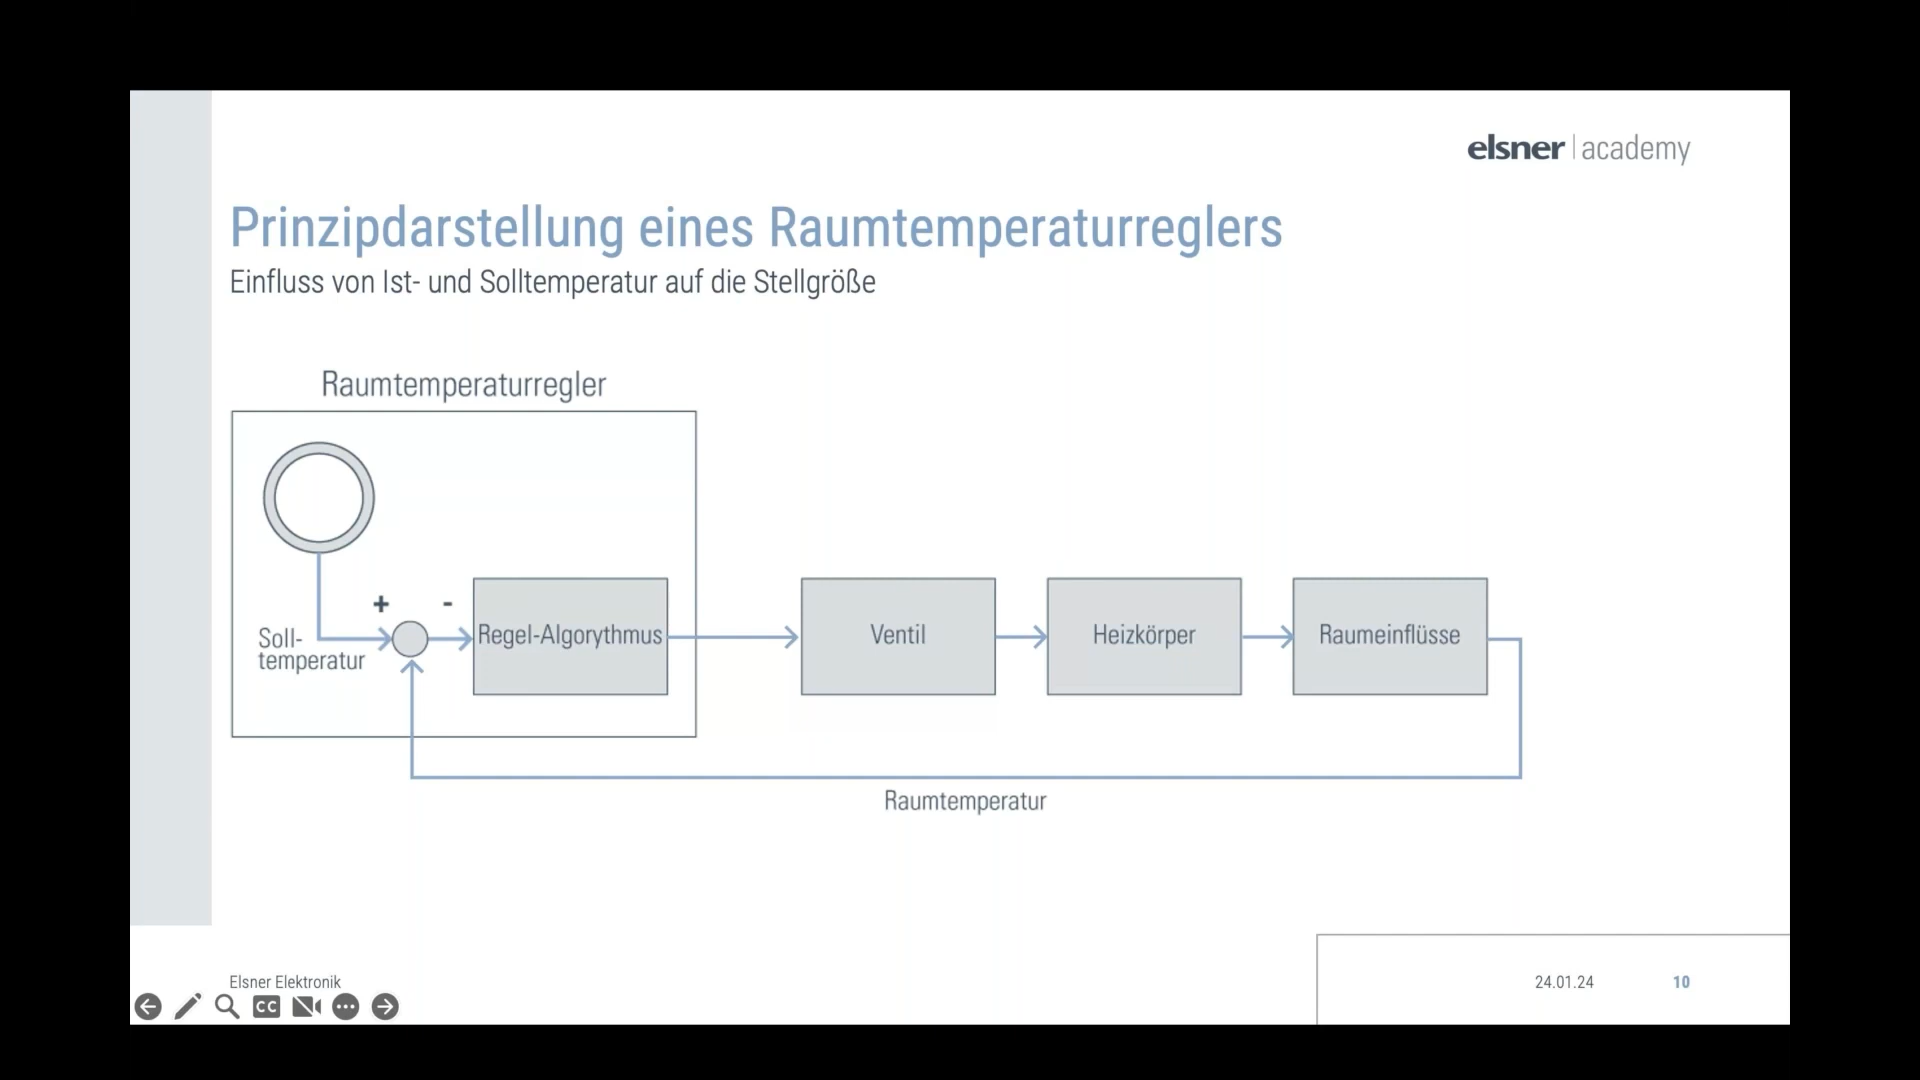 elsner | academy
Prinzipdarstellung eines Raumtemperaturreglers
Einfluss von Ist- und Solltemperatur auf die Stellgröße
Raumtemperaturregler
+ -
Soll-
temperatur
Regel-Algorythmus
Ventil
Heizkörper
Raumeinflüsse
Raumtemperatur
Elsner Elektronik
24.01.24
10
CC